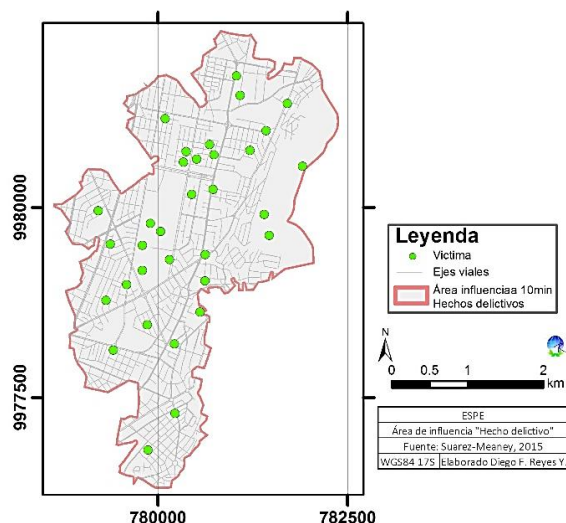 9980000
9977500
780000
782500
Leyenda
Victima
Ejes viales
Área influenciaa 10min
Hechos delictivos
N
0 0.5 1 2
km
ESPE
Área de influencia "Hecho delictivo"
Fuente: Suarez-Meaney, 2015
WGS84 17S Elaborado Diego F. Reyes Y.